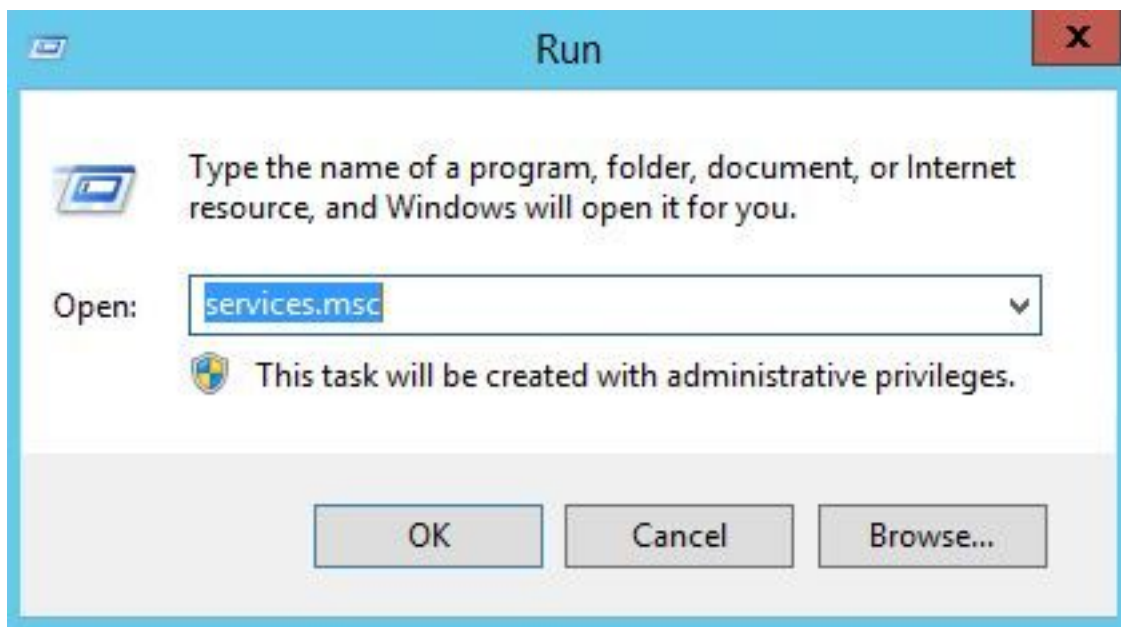 Run
x
Type the name of a program, folder, document, or Internet
resource, and Windows will open it for you.
Open: services.msc
This task will be created with administrative privileges.
OK Cancel Browse...